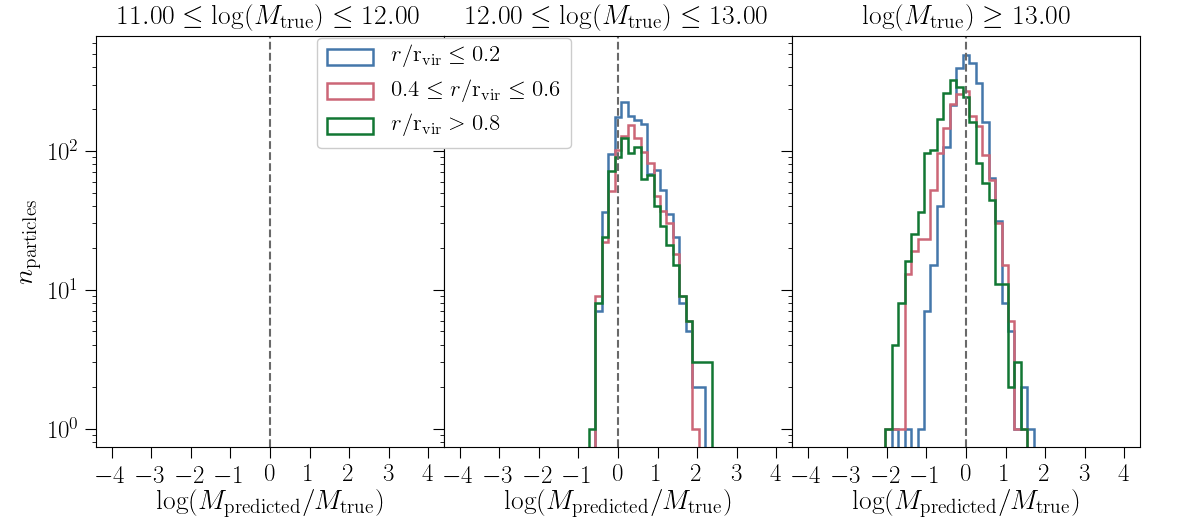 11.00 ≤ log(M_true) ≤ 12.00
12.00 ≤ log(M_true) ≤ 13.00
log(M_true) ≥ 13.00
r/r_vir ≤ 0.2
0.4 ≤ r/r_vir ≤ 0.6
r/r_vir > 0.8
n_particles
10^2
10^1
10^0
−4 −3 −2 −1 0 1 2 3 4
−4 −3 −2 −1 0 1 2 3 4
−4 −3 −2 −1 0 1 2 3 4
log(M_predicted/M_true)
log(M_predicted/M_true)
log(M_predicted/M_true)